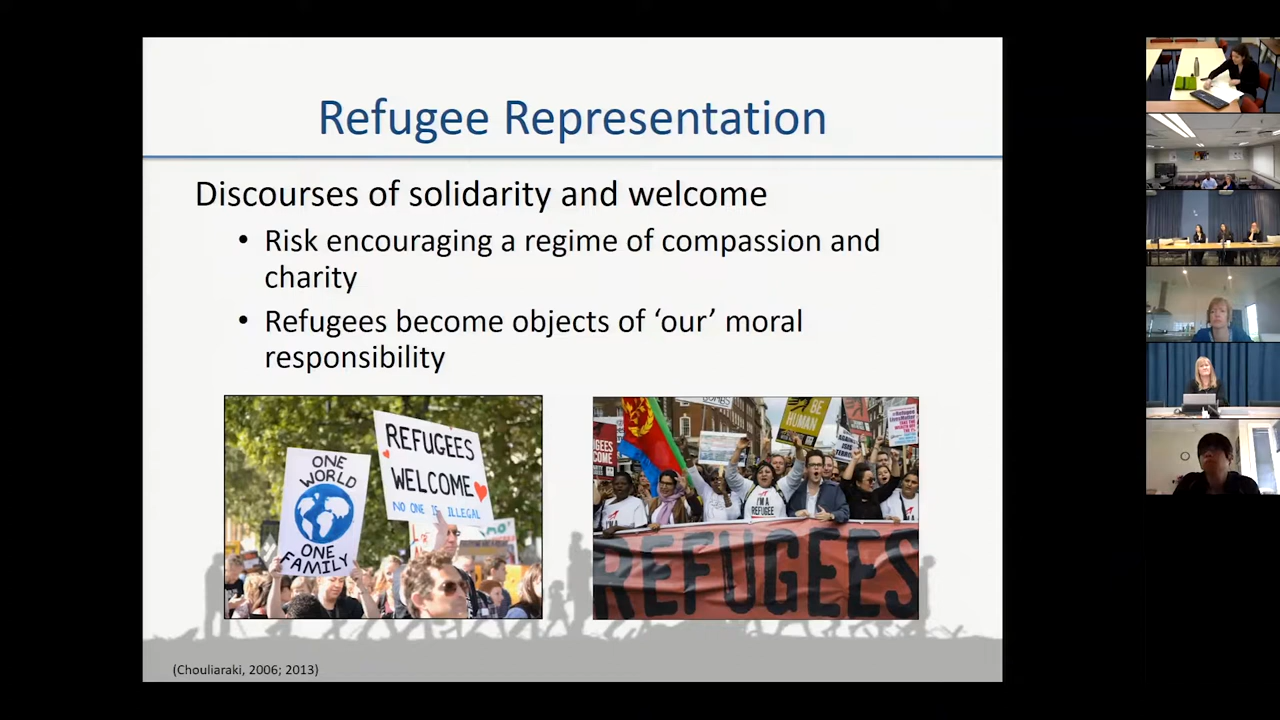 Refugee Representation
Discourses of solidarity and welcome
• Risk encouraging a regime of compassion and
charity
• Refugees become objects of ‘our’ moral
responsibility
ONE
WORLD
ONE
FAMILY
REFUGEES
WELCOME
NO ONE IS ILLEGAL
BE
HUMAN
I'M A
REFUGEE
REFUGEES
(Chouliaraki, 2006; 2013)